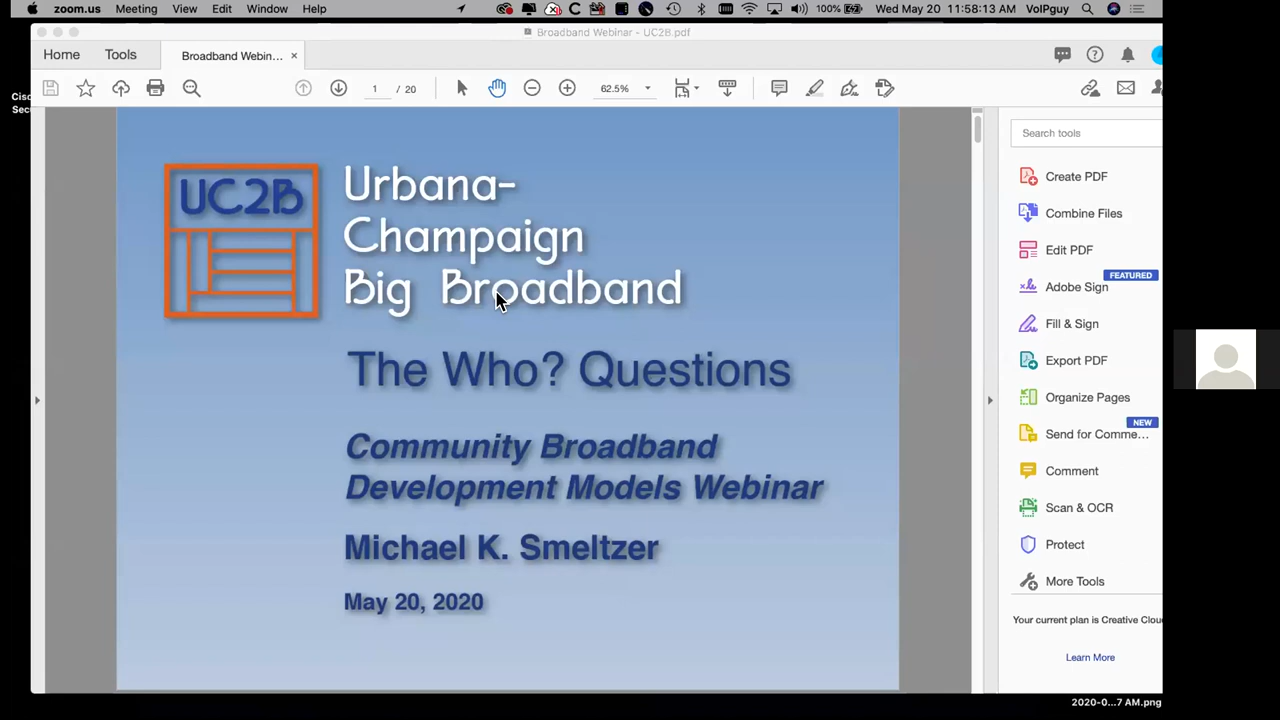 zoom.us Meeting View Edit Window Help 100% Wed May 20 11:58:13 AM VoIPguy
Broadband Webinar - UC2B.pdf
Home Tools Broadband Webin... ×
1 / 20 62.5%
Cisc
Sec
Search tools
UC2B
Urbana-
Champaign
Big Broadband
The Who? Questions
Community Broadband
Development Models Webinar
Michael K. Smeltzer
May 20, 2020
Create PDF
Combine Files
Edit PDF
FEATURED
Adobe Sign
Fill & Sign
Export PDF
Organize Pages
NEW
Send for Comme...
Comment
Scan & OCR
Protect
More Tools
Your current plan is Creative Clou
Learn More
2020-0...7 AM.png